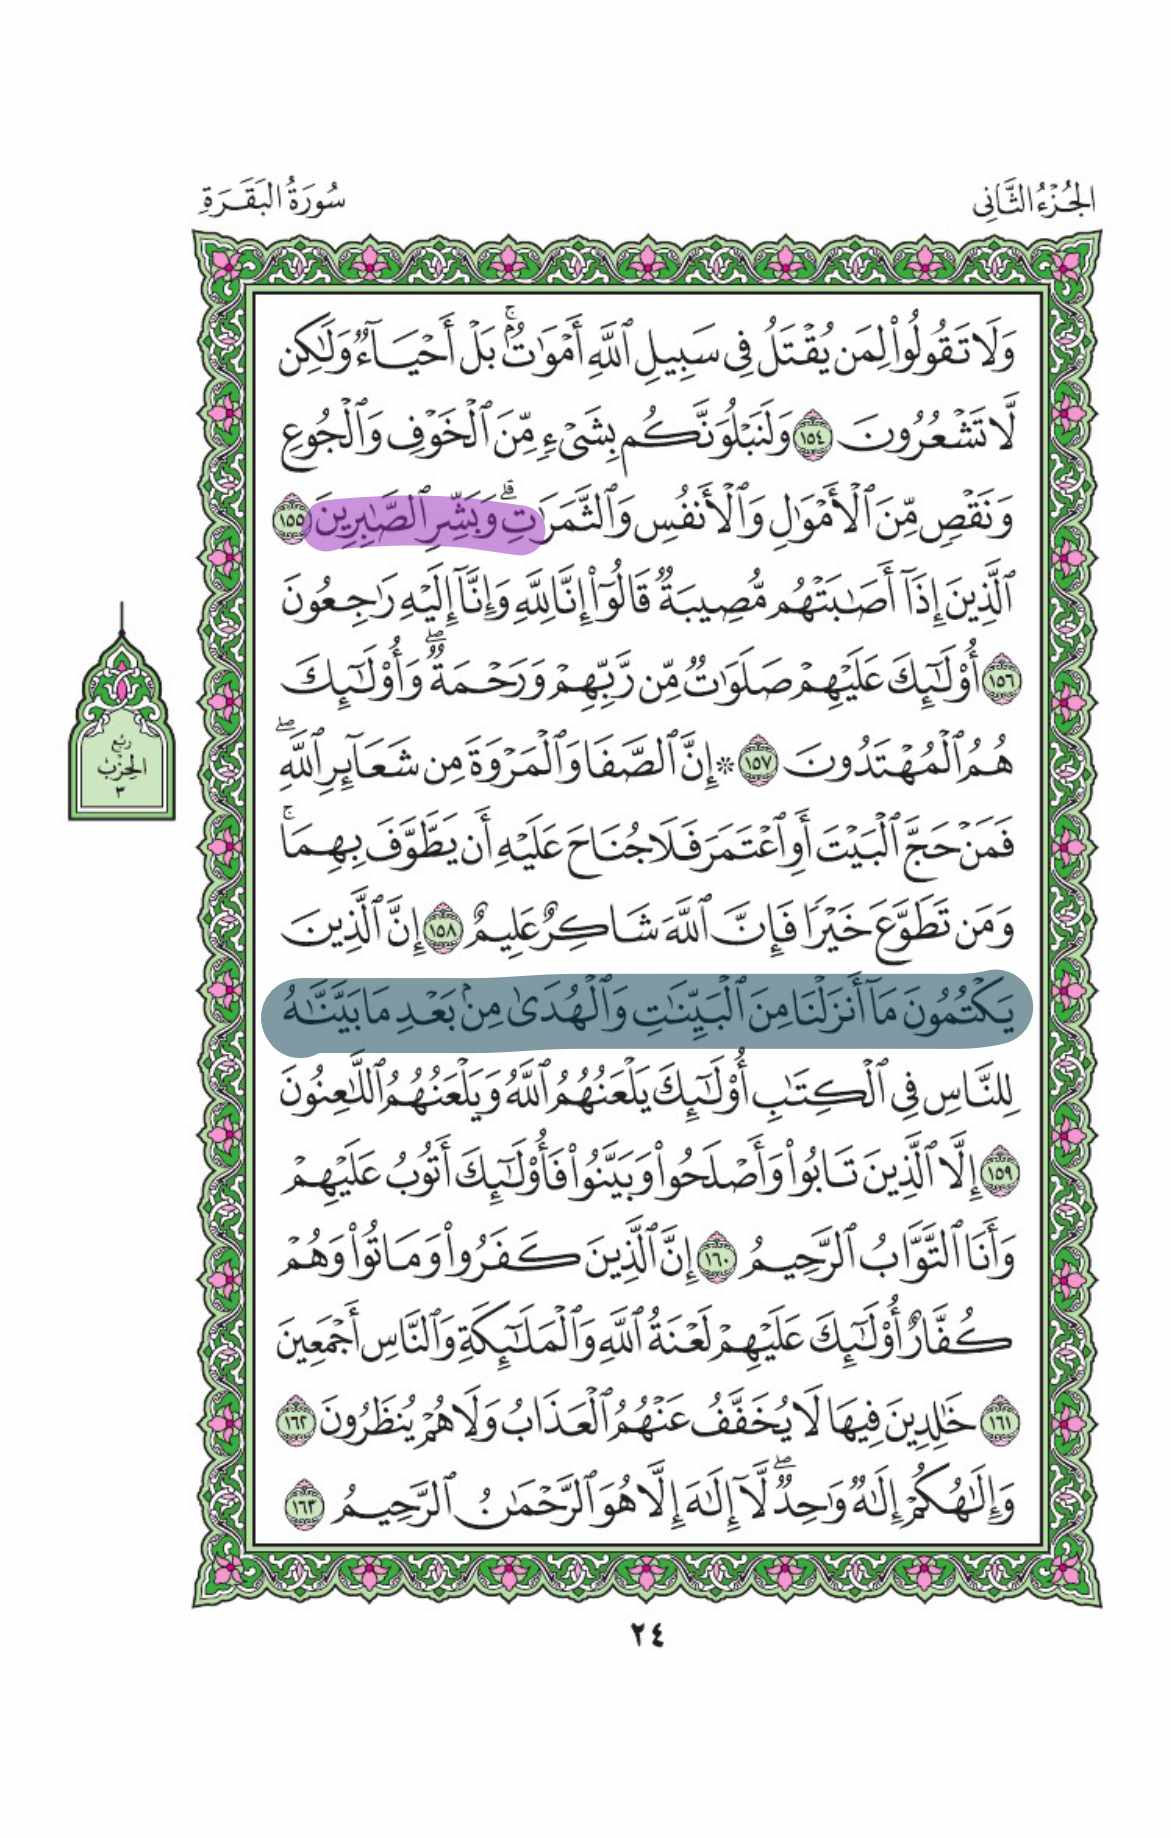 الجُزْءُ الثَّانِي
سُورَةُ البَقَرَةِ
وَلَا تَقُولُوا۟ لِمَن يُقْتَلُ فِى سَبِيلِ ٱللَّهِ أَمْوَٰتٌۢ ۚ بَلْ أَحْيَآءٌ وَلَـٰكِن
لَّا تَشْعُرُونَ ١٥٤ وَلَنَبْلُوَنَّكُم بِشَىْءٍ مِّنَ ٱلْخَوْفِ وَٱلْجُوعِ
وَنَقْصٍ مِّنَ ٱلْأَمْوَٰلِ وَٱلْأَنفُسِ وَٱلثَّمَرَٰتِ ۗ وَبَشِّرِ ٱلصَّـٰبِرِينَ ١٥٥
ٱلَّذِينَ إِذَآ أَصَـٰبَتْهُم مُّصِيبَةٌ قَالُوٓا۟ إِنَّا لِلَّهِ وَإِنَّآ إِلَيْهِ رَٰجِعُونَ
١٥٦ أُو۟لَـٰٓئِكَ عَلَيْهِمْ صَلَوَٰتٌ مِّن رَّبِّهِمْ وَرَحْمَةٌ ۖ وَأُو۟لَـٰٓئِكَ
هُمُ ٱلْمُهْتَدُونَ ١٥٧ ۞ إِنَّ ٱلصَّفَا وَٱلْمَرْوَةَ مِن شَعَآئِرِ ٱللَّهِ ۖ
فَمَنْ حَجَّ ٱلْبَيْتَ أَوِ ٱعْتَمَرَ فَلَا جُنَاحَ عَلَيْهِ أَن يَطَّوَّفَ بِهِمَا ۚ
وَمَن تَطَوَّعَ خَيْرًا فَإِنَّ ٱللَّهَ شَاكِرٌ عَلِيمٌ ١٥٨ إِنَّ ٱلَّذِينَ
يَكْتُمُونَ مَآ أَنزَلْنَا مِنَ ٱلْبَيِّنَـٰتِ وَٱلْهُدَىٰ مِنۢ بَعْدِ مَا بَيَّنَّـٰهُ
لِلنَّاسِ فِى ٱلْكِتَـٰبِ أُو۟لَـٰٓئِكَ يَلْعَنُهُمُ ٱللَّهُ وَيَلْعَنُهُمُ ٱللَّـٰعِنُونَ
١٥٩ إِلَّا ٱلَّذِينَ تَابُوا۟ وَأَصْلَحُوا۟ وَبَيَّنُوا۟ فَأُو۟لَـٰٓئِكَ أَتُوبُ عَلَيْهِمْ
وَأَنَا ٱلتَّوَّابُ ٱلرَّحِيمُ ١٦٠ إِنَّ ٱلَّذِينَ كَفَرُوا۟ وَمَاتُوا۟ وَهُمْ
كُفَّارٌ أُو۟لَـٰٓئِكَ عَلَيْهِمْ لَعْنَةُ ٱللَّهِ وَٱلْمَلَـٰٓئِكَةِ وَٱلنَّاسِ أَجْمَعِينَ
١٦١ خَـٰلِدِينَ فِيهَا لَا يُخَفَّفُ عَنْهُمُ ٱلْعَذَابُ وَلَا هُمْ يُنظَرُونَ ١٦٢
وَإِلَـٰهُكُمْ إِلَـٰهٌ وَٰحِدٌ ۖ لَّآ إِلَـٰهَ إِلَّا هُوَ ٱلرَّحْمَـٰنُ ٱلرَّحِيمُ ١٦٣
رُبع
الحِزْب
٣
٢٤